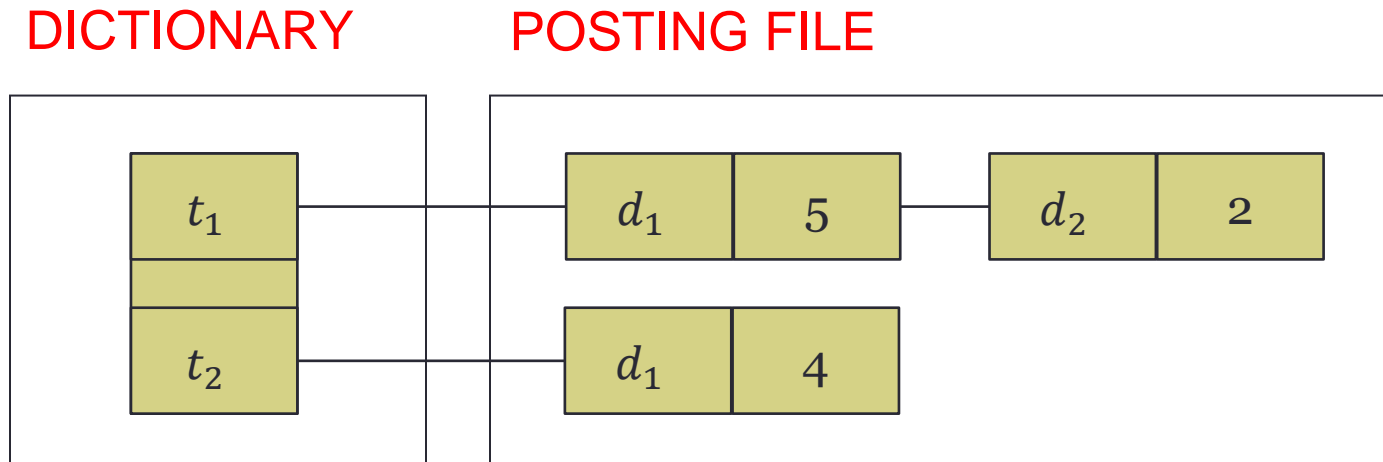 DICTIONARY POSTING FILE
t₁ d₁ 5 d₂ 2
t₂ d₁ 4